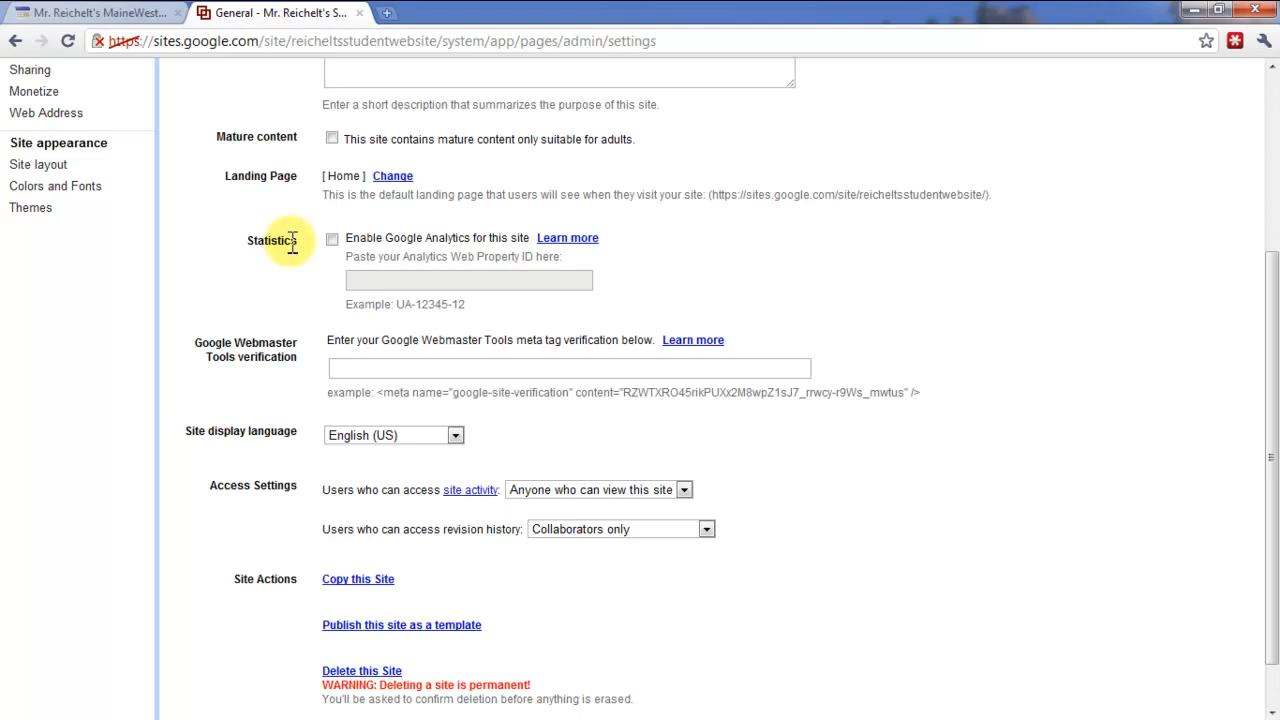 Mr. Reichelt's MaineWest...
General - Mr. Reichelt's S...
https://sites.google.com/site/reicheltsstudentwebsite/system/app/pages/admin/settings
Sharing
Monetize
Web Address
Site appearance
Site layout
Colors and Fonts
Themes
Enter a short description that summarizes the purpose of this site.
Mature content This site contains mature content only suitable for adults.
Landing Page [ Home ] Change
This is the default landing page that users will see when they visit your site: (https://sites.google.com/site/reicheltsstudentwebsite/).
Statistics Enable Google Analytics for this site Learn more
Paste your Analytics Web Property ID here:
Example: UA-12345-12
Google Webmaster
Tools verification
Enter your Google Webmaster Tools meta tag verification below. Learn more
example: <meta name="google-site-verification" content="RZWTXRO45rikPUXx2M8wpZ1sJ7_rrwcy-r9Ws_mwtus" />
Site display language English (US)
Access Settings Users who can access site activity: Anyone who can view this site
Users who can access revision history: Collaborators only
Site Actions Copy this Site
Publish this site as a template
Delete this Site
WARNING: Deleting a site is permanent!
You'll be asked to confirm deletion before anything is erased.